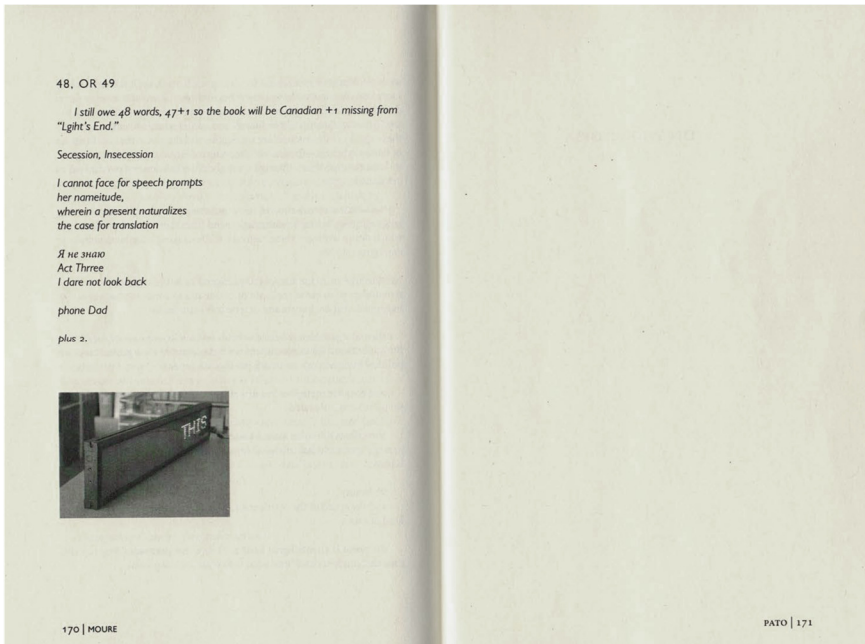 48, OR 49
I still owe 48 words, 47+1 so the book will be Canadian +1 missing from
"Lgiht's End."
Secession, Insecession
I cannot face for speech prompts
her nameitude,
wherein a present naturalizes
the case for translation
Я не знаю
Act Thrree
I dare not look back
phone Dad
plus 2.
THIS
170 | MOURE
PATO | 171